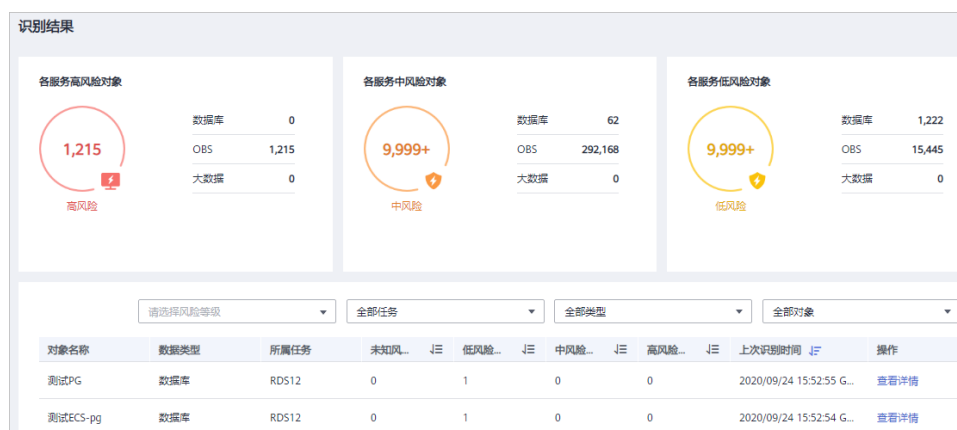 识别结果
各服务高风险对象
1,215
高风险
数据库 0
OBS 1,215
大数据 0
各服务中风险对象
9,999+
中风险
数据库 62
OBS 292,168
大数据 0
各服务低风险对象
9,999+
低风险
数据库 1,222
OBS 15,445
大数据 0
请选择风险等级 全部任务 全部类型 全部对象
对象名称 数据类型 所属任务 未知风... 低风险... 中风险... 高风险... 上次识别时间 操作
测试PG 数据库 RDS12 0 1 0 0 2020/09/24 15:52:55 G... 查看详情
测试ECS-pg 数据库 RDS12 0 1 0 0 2020/09/24 15:52:54 G... 查看详情